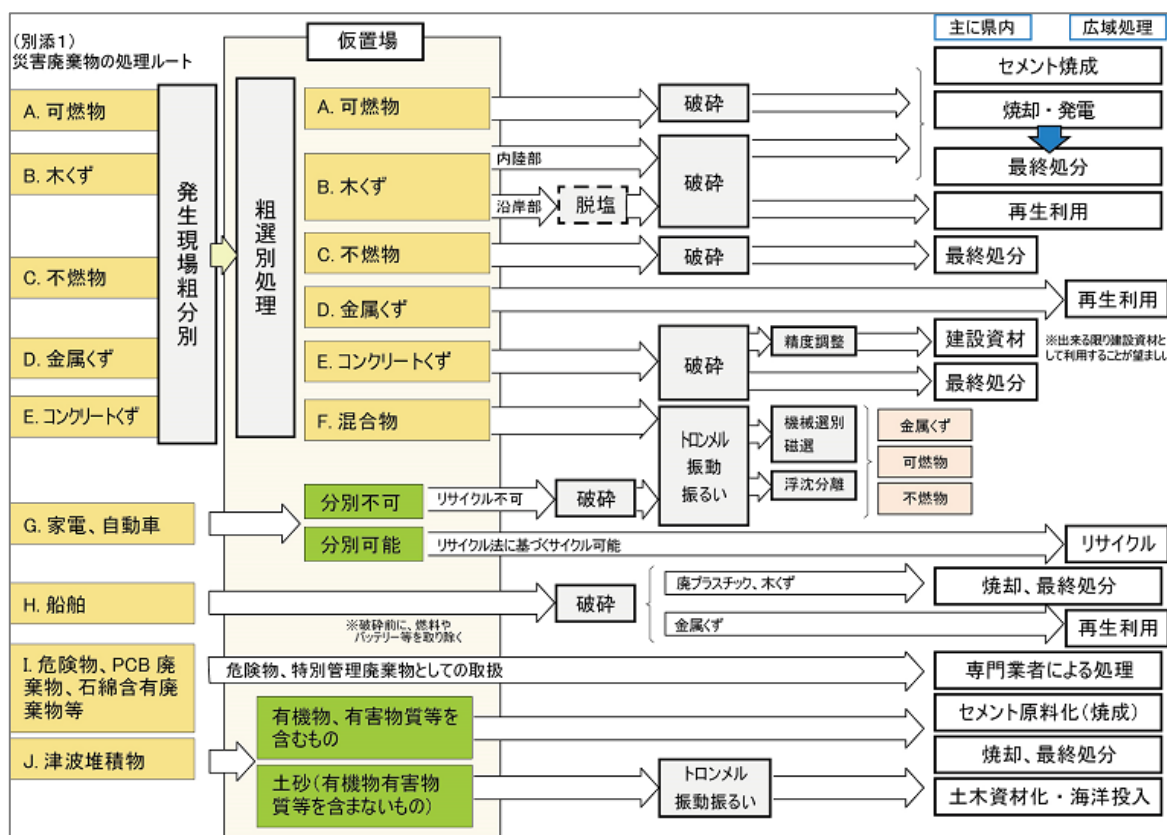 (別添1)
災害廃棄物の処理ルート
仮置場
主に県内
広域処理
A. 可燃物
B. 木くず
C. 不燃物
D. 金属くず
E. コンクリートくず
発生現場粗分別
粗選別処理
A. 可燃物
破砕
セメント焼成
焼却・発電
最終処分
B. 木くず
内陸部
沿岸部
脱塩
破砕
再生利用
C. 不燃物
破砕
最終処分
D. 金属くず
再生利用
E. コンクリートくず
破砕
精度調整
建設資材
※出来る限り建設資材と
して利用することが望まし
最終処分
F. 混合物
トロンメル
振動
振るい
機械選別
磁選
浮沈分離
金属くず
可燃物
不燃物
G. 家電、自動車
分別不可
リサイクル不可
破砕
分別可能
リサイクル法に基づくサイクル可能
リサイクル
H. 船舶
※破砕前に、燃料や
バッテリー等を取り除く
破砕
廃プラスチック、木くず
焼却、最終処分
金属くず
再生利用
I. 危険物、PCB 廃
棄物、石綿含有廃
棄物等
危険物、特別管理廃棄物としての取扱
専門業者による処理
J. 津波堆積物
有機物、有害物質等を
含むもの
セメント原料化(焼成)
焼却、最終処分
土砂(有機物有害物
質等を含まないもの)
トロンメル
振動振るい
土木資材化・海洋投入